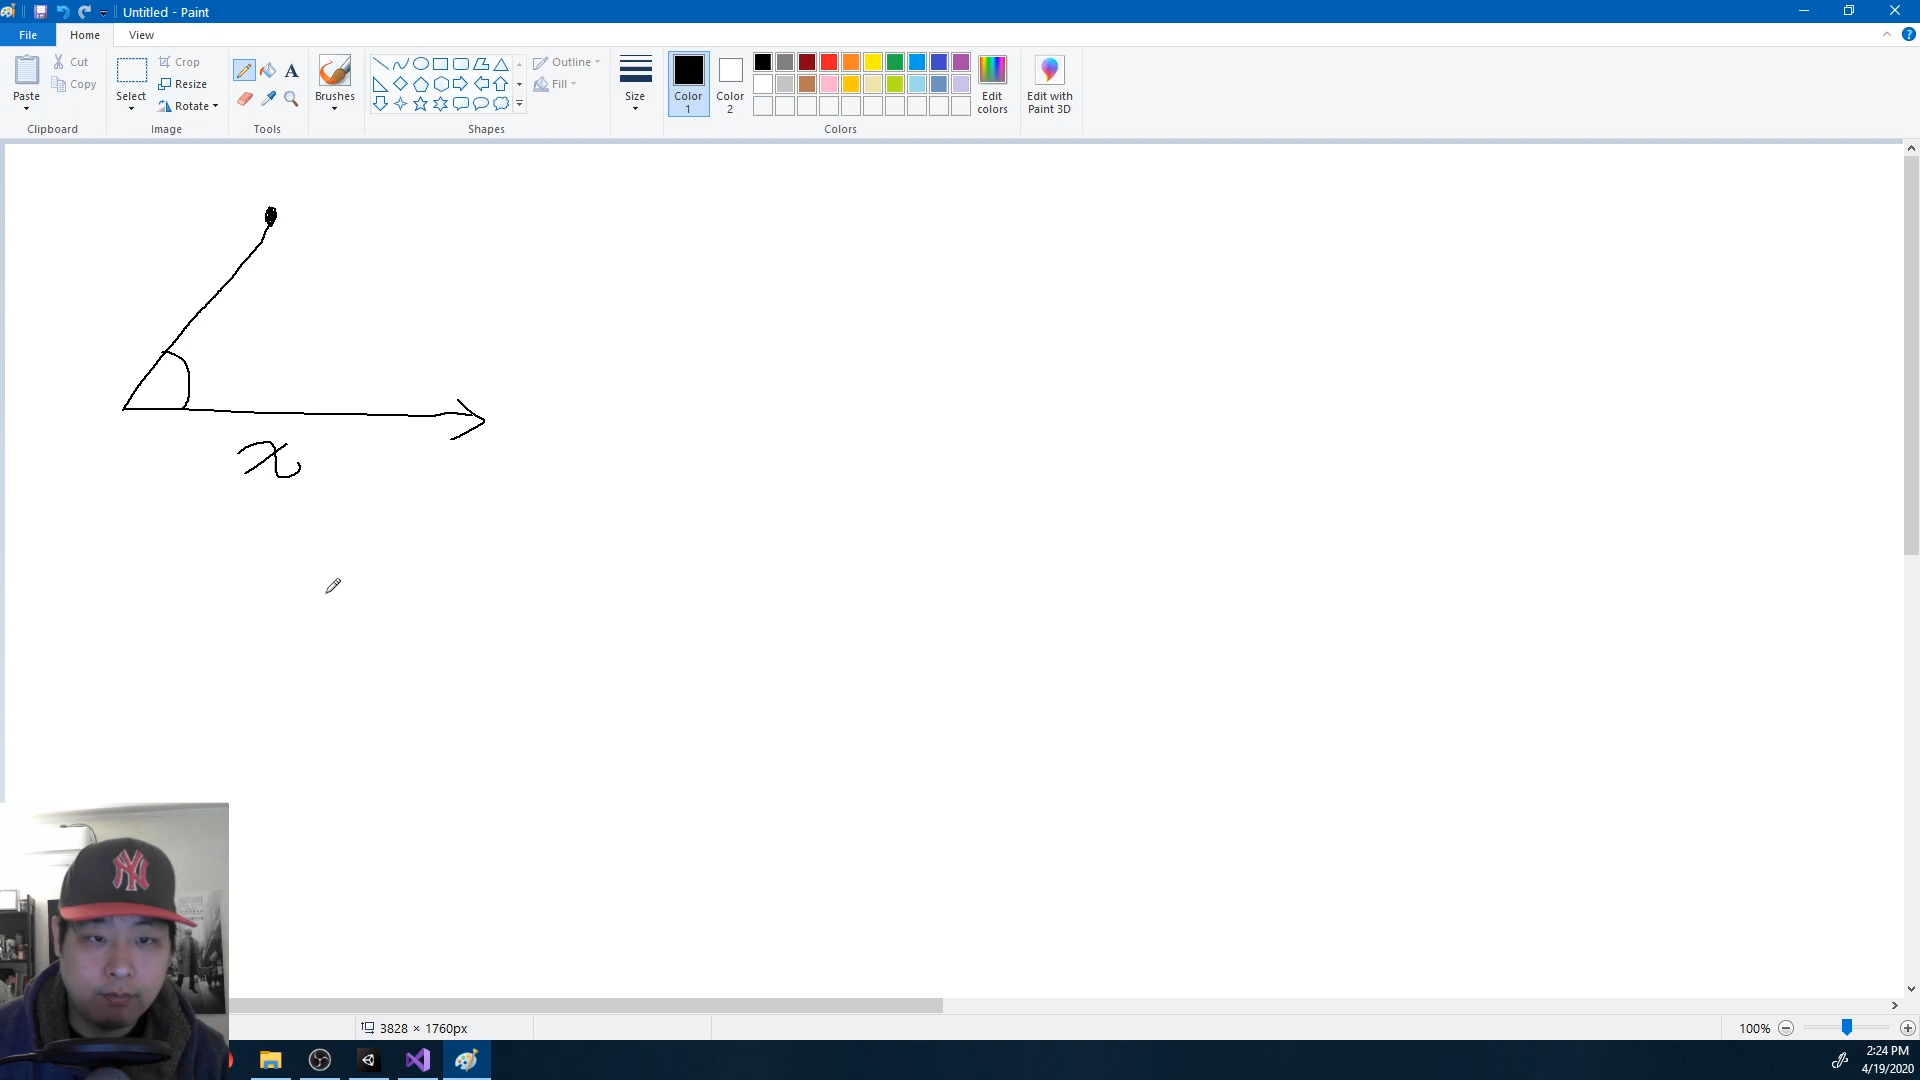 Untitled - Paint
File Home View
Paste
Cut
Copy
Clipboard
Select
Crop
Resize
Rotate
Image
Tools
Brushes
Shapes
Outline
Fill
Size
Color 1
Color 2
Edit colors
Colors
Edit with Paint 3D
x
NY
3828 × 1760px
100%
2:24 PM
4/19/2020